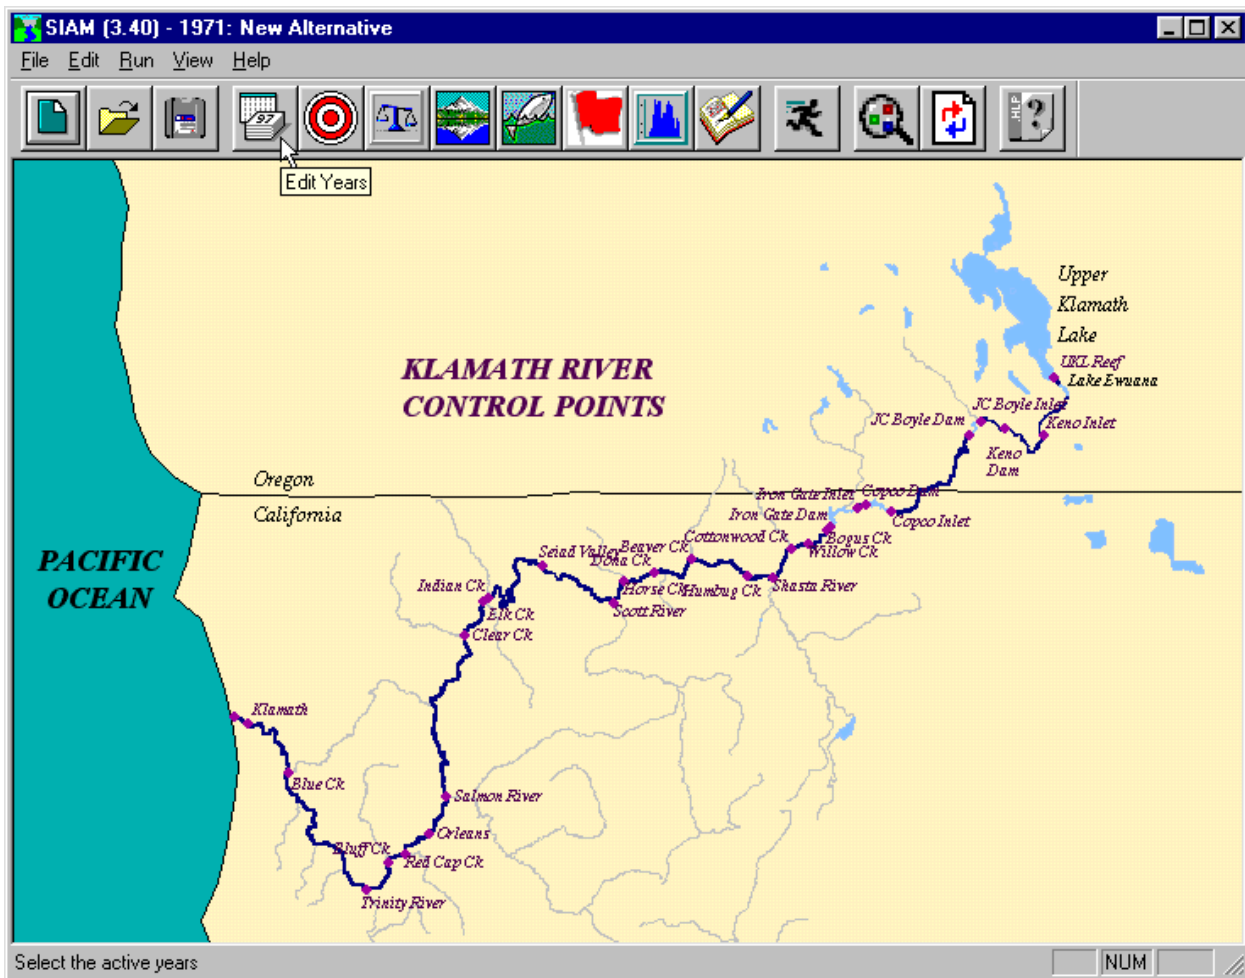 SIAM (3.40) - 1971: New Alternative
File Edit Run View Help
97
.HLP
?
Edit Years
Upper
Klamath
Lake
UKL Reef
Lake Ewuana
KLAMATH RIVER
CONTROL POINTS
JC Boyle Inlet
JC Boyle Dam
Keno Inlet
Keno
Dam
Oregon
California
Iron Gate Inlet
Copco Dam
Iron Gate Dam
Copco Inlet
Cottonwood Ck
Bogus Ck
Willow Ck
Beaver Ck
Seiad Valley
Dona Ck
Horse Ck
Humbug Ck
Shasta River
Scott River
PACIFIC
OCEAN
Indian Ck
Elk Ck
Clear Ck
Klamath
Blue Ck
Salmon River
Orleans
Bluff Ck
Red Cap Ck
Trinity River
Select the active years
NUM